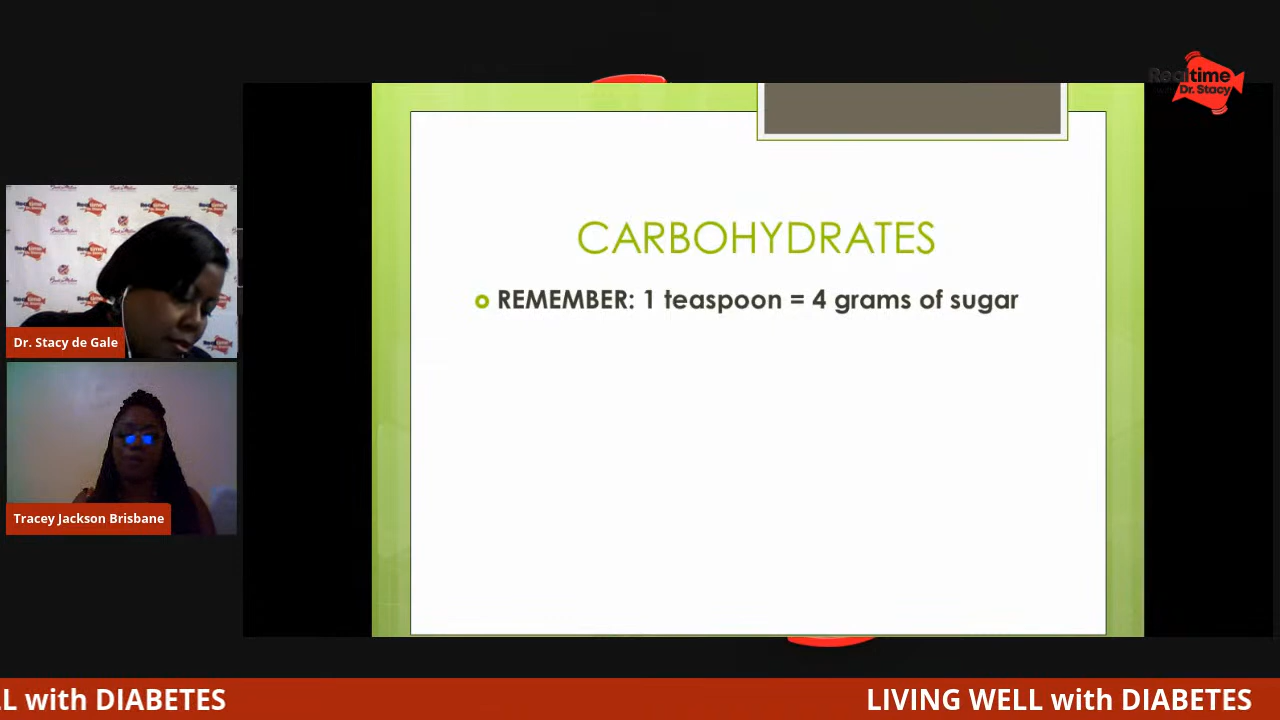 Realtime
Dr. Stacy
CARBOHYDRATES
REMEMBER: 1 teaspoon = 4 grams of sugar
Dr. Stacy de Gale
Tracey Jackson Brisbane
L with DIABETES
LIVING WELL with DIABETES